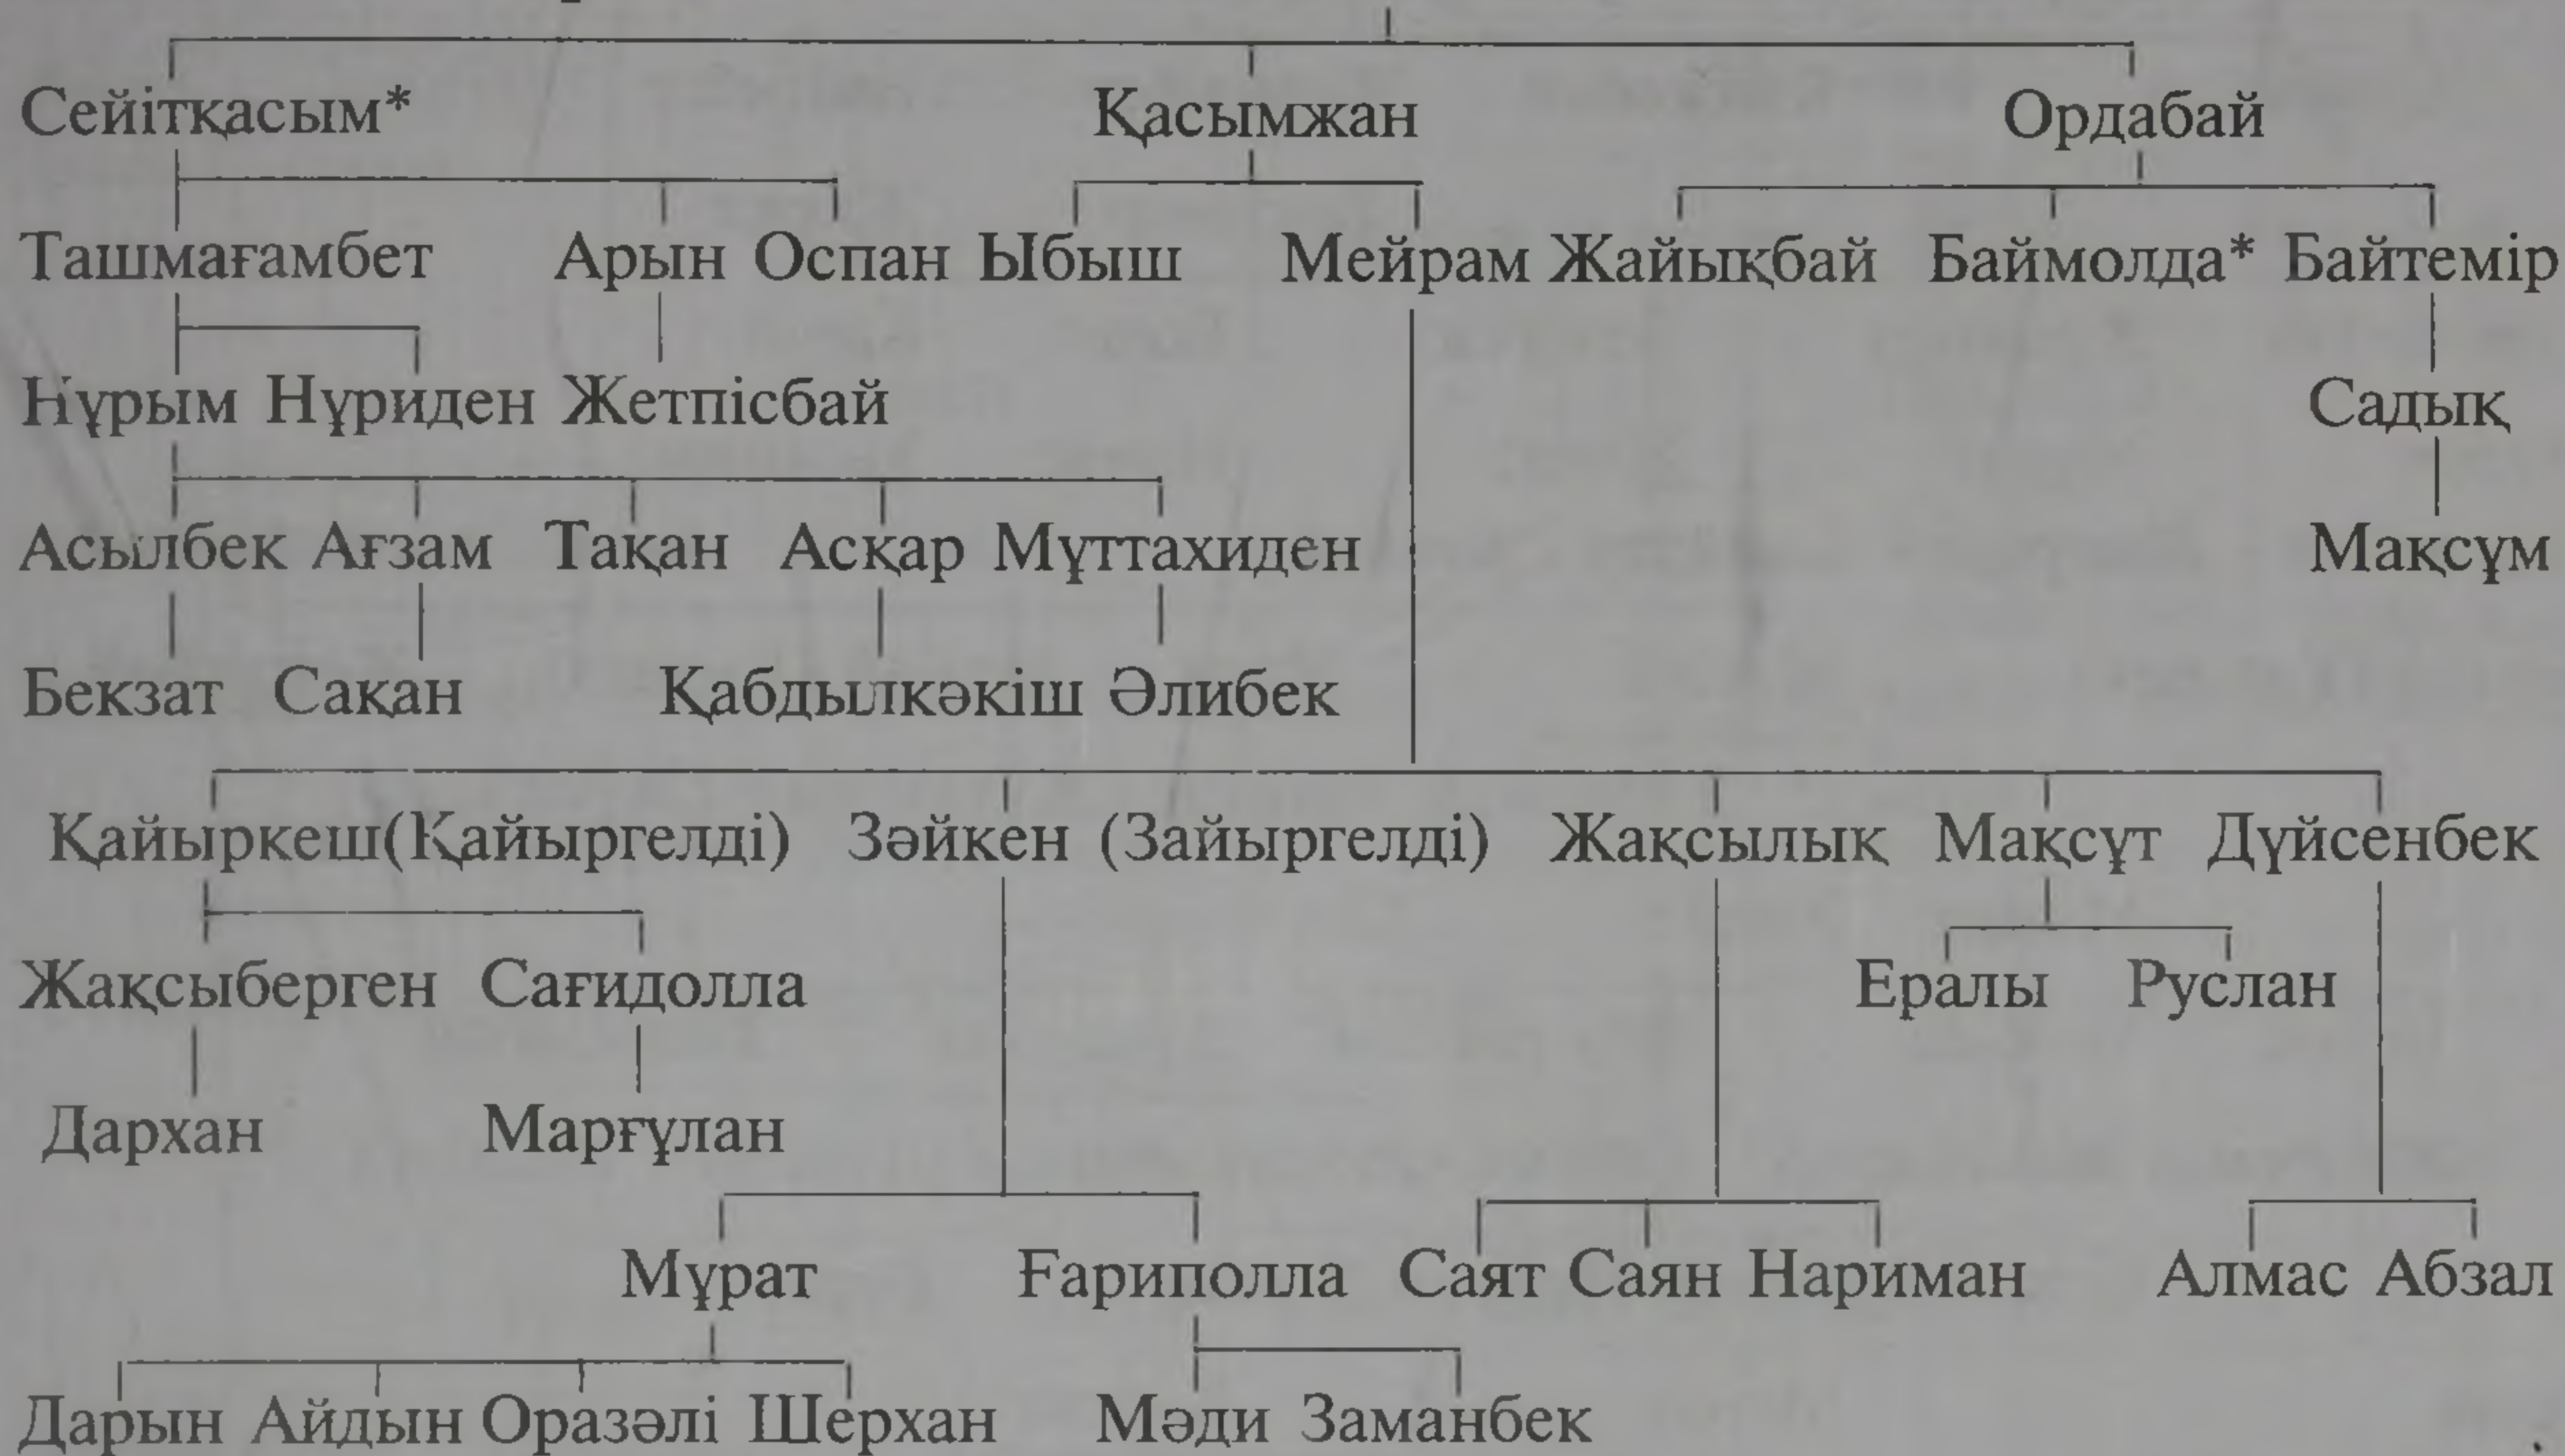 Сейітқасым* Қасымжан Ордабай
Ташмағамбет Арын Оспан Ыбыш Мейрам Жайықбай Баймолда* Байтемір
Нұрым Нұриден Жетпісбай Садық
Асылбек Ағзам Тақан Асқар Мұттахиден Мақсұм
Бекзат Сақан Қабдылкәкіш Әлибек
Қайыркеш(Қайыргелді) Зәйкен (Зайыргелді) Жақсылық Мақсұт Дүйсенбек
Жақсыберген Сағидолла Ералы Руслан
Дархан Марғұлан
Мұрат Ғариполла Саят Саян Нариман Алмас Абзал
Дарын Айдын Оразәлі Шерхан Мәди Заманбек